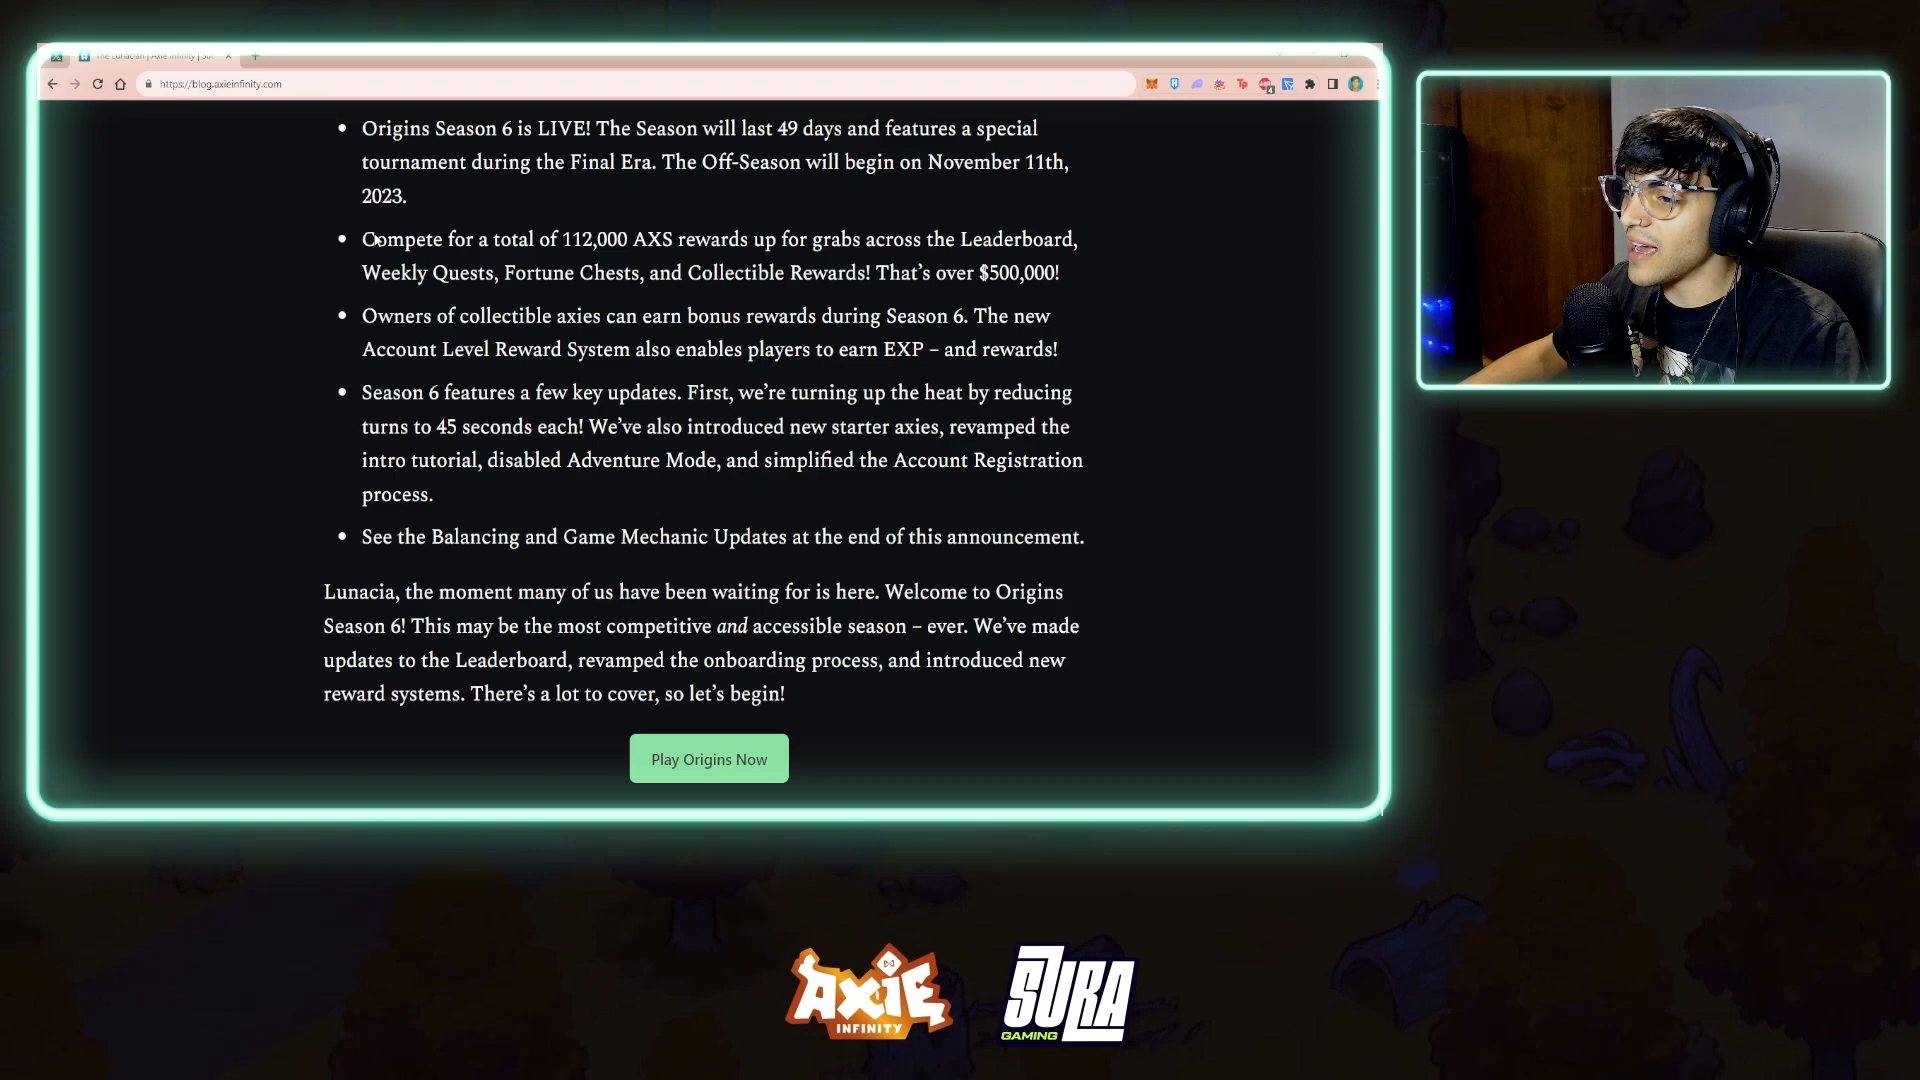 The Lunacian | Axie Infinity | Su
https://blog.axieinfinity.com
Origins Season 6 is LIVE! The Season will last 49 days and features a special
tournament during the Final Era. The Off-Season will begin on November 11th,
2023.
Compete for a total of 112,000 AXS rewards up for grabs across the Leaderboard,
Weekly Quests, Fortune Chests, and Collectible Rewards! That’s over $500,000!
Owners of collectible axies can earn bonus rewards during Season 6. The new
Account Level Reward System also enables players to earn EXP – and rewards!
Season 6 features a few key updates. First, we’re turning up the heat by reducing
turns to 45 seconds each! We’ve also introduced new starter axies, revamped the
intro tutorial, disabled Adventure Mode, and simplified the Account Registration
process.
See the Balancing and Game Mechanic Updates at the end of this announcement.
Lunacia, the moment many of us have been waiting for is here. Welcome to Origins
Season 6! This may be the most competitive and accessible season – ever. We’ve made
updates to the Leaderboard, revamped the onboarding process, and introduced new
reward systems. There’s a lot to cover, so let’s begin!
Play Origins Now
AXIE
INFINITY
SURA
GAMING